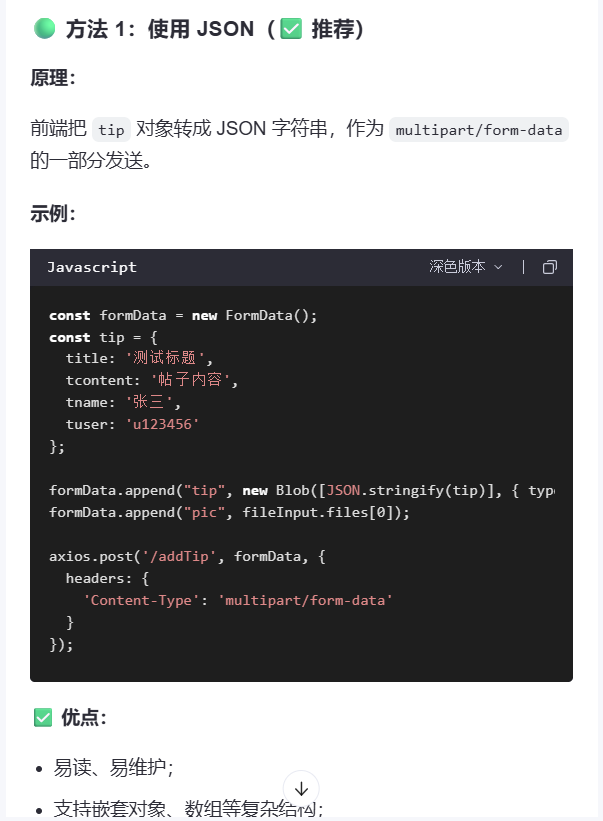 方法 1：使用 JSON（✅ 推荐）
原理：
前端把 tip 对象转成 JSON 字符串，作为 multipart/form-data
的一部分发送。
示例：
Javascript 深色版本
const formData = new FormData();
const tip = {
  title: '测试标题',
  tcontent: '帖子内容',
  tname: '张三',
  tuser: 'u123456'
};
formData.append("tip", new Blob([JSON.stringify(tip)], { typ
formData.append("pic", fileInput.files[0]);
axios.post('/addTip', formData, {
  headers: {
    'Content-Type': 'multipart/form-data'
  }
});
✅ 优点：
• 易读、易维护；
• 支持嵌套对象、数组等复杂结构；